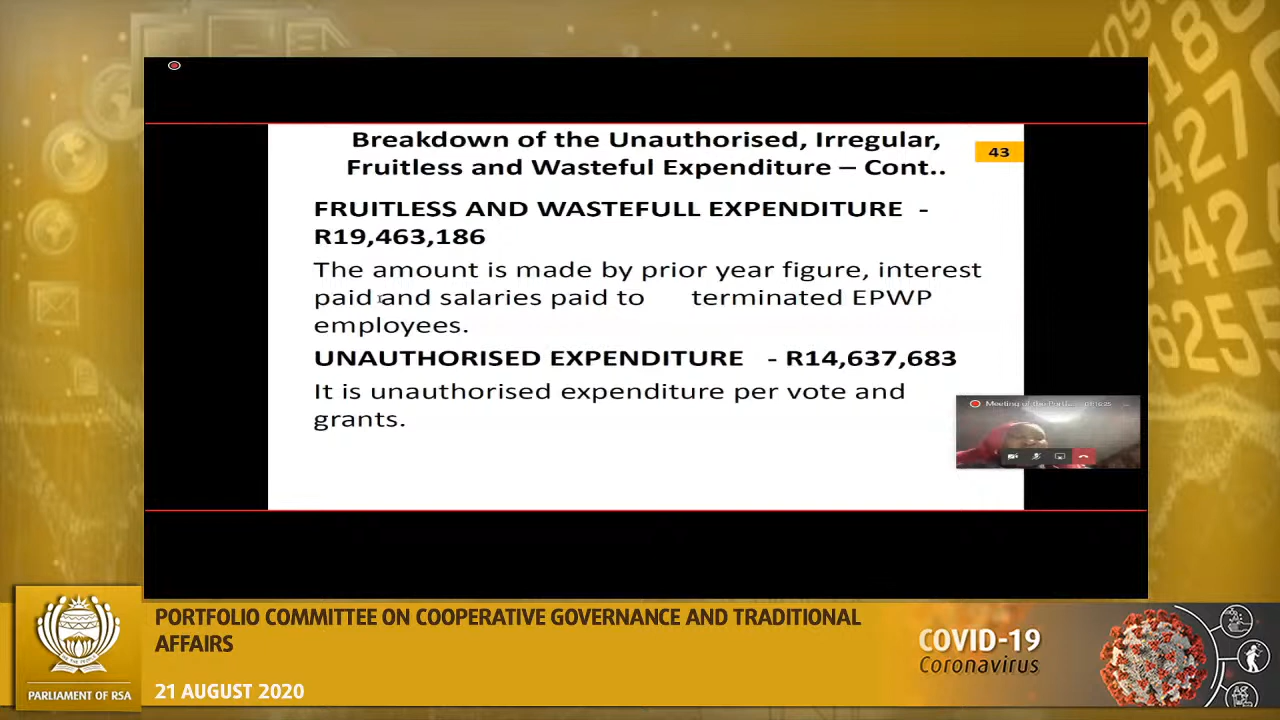 Breakdown of the Unauthorised, Irregular,
Fruitless and Wasteful Expenditure – Cont..
43
FRUITLESS AND WASTEFULL EXPENDITURE -
R19,463,186
The amount is made by prior year figure, interest
paid and salaries paid to terminated EPWP
employees.
UNAUTHORISED EXPENDITURE - R14,637,683
It is unauthorised expenditure per vote and
grants.
Meeting of the
PORTFOLIO COMMITTEE ON COOPERATIVE GOVERNANCE AND TRADITIONAL
AFFAIRS
21 AUGUST 2020
PARLIAMENT OF RSA
COVID-19
Coronavirus